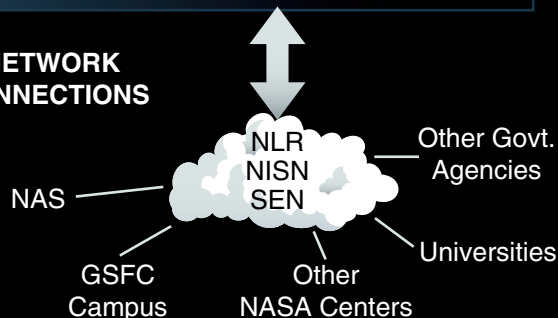 ETWORK
NNECTIONS
NLR
NISN
SEN
Other Govt.
Agencies
NAS
Universities
GSFC
Campus
Other
NASA Centers